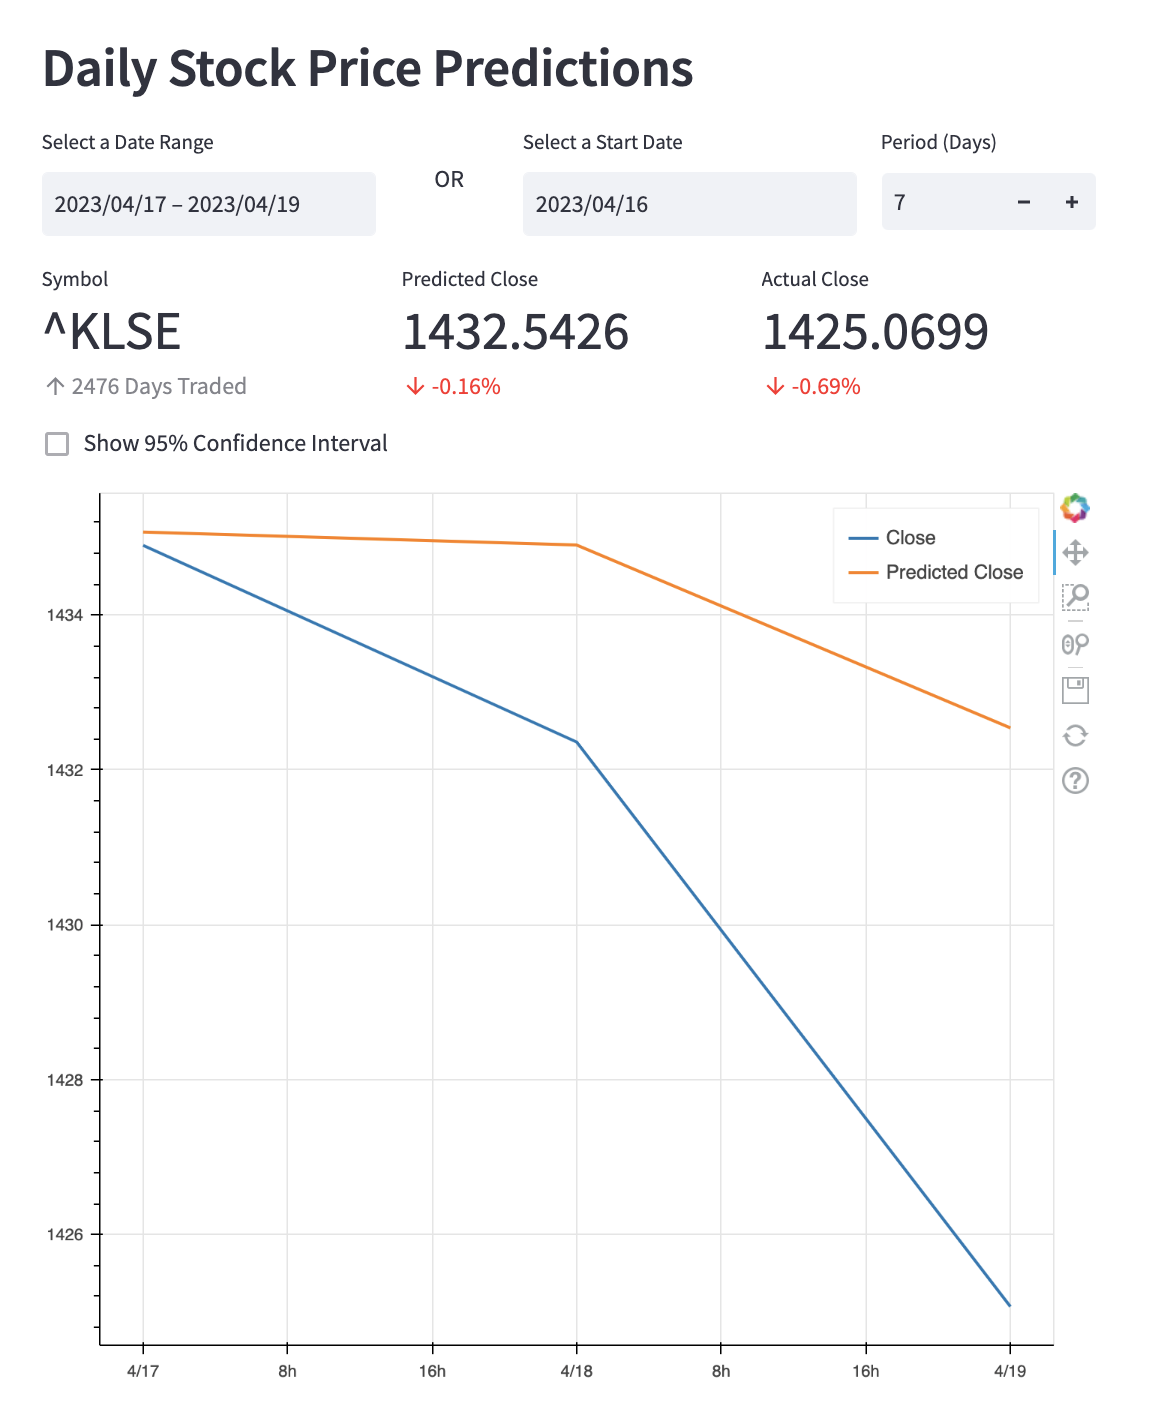 Daily Stock Price Predictions
Select a Date Range
2023/04/17 – 2023/04/19
OR
Select a Start Date
2023/04/16
Period (Days)
7
Symbol
^KLSE
2476 Days Traded
Predicted Close
1432.5426
-0.16%
Actual Close
1425.0699
-0.69%
Show 95% Confidence Interval
Close
Predicted Close
1434
1432
1430
1428
1426
4/17 8h 16h 4/18 8h 16h 4/19